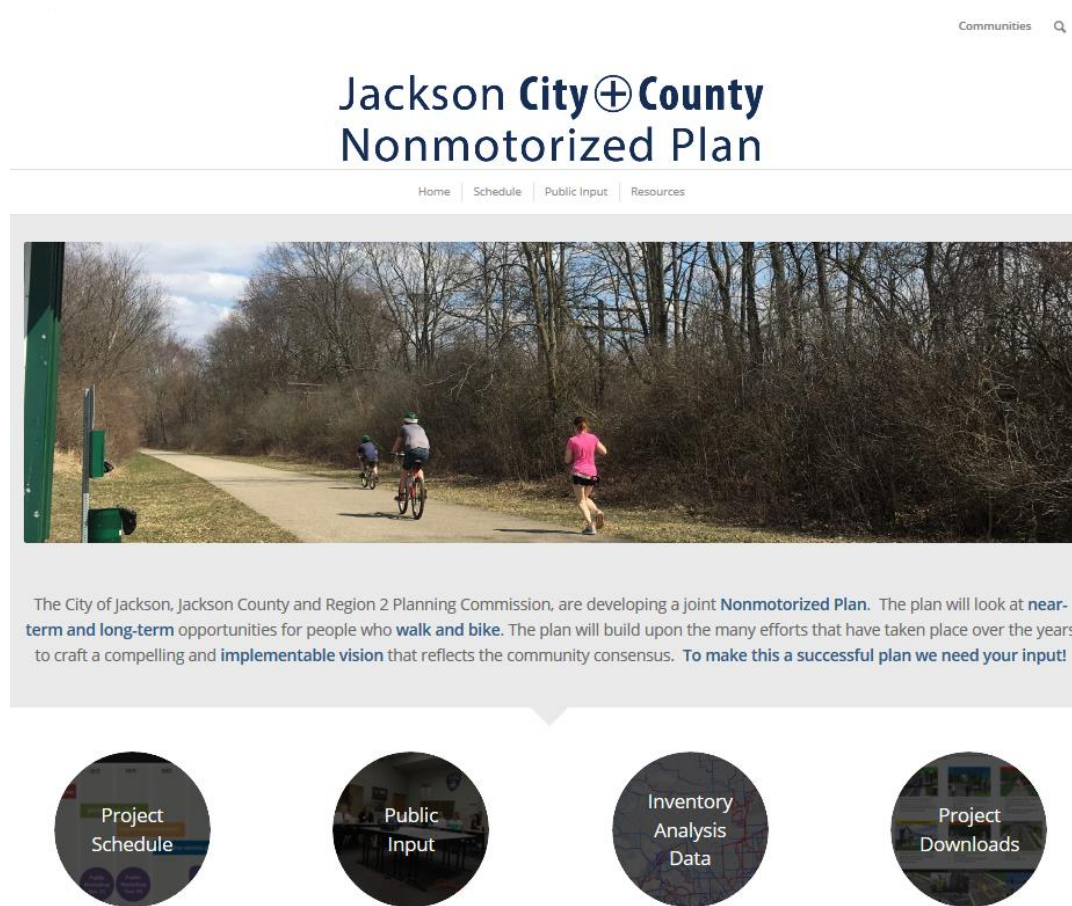 Communities
Jackson City+County
Nonmotorized Plan
Home
Schedule
Public Input
Resources
The City of Jackson, Jackson County and Region 2 Planning Commission, are developing a joint Nonmotorized Plan. The plan will look at near-
term and long-term opportunities for people who walk and bike. The plan will build upon the many efforts that have taken place over the years
to craft a compelling and implementable vision that reflects the community consensus. To make this a successful plan we need your input!
Project
Schedule
Public
Input
Inventory
Analysis
Data
Project
Downloads